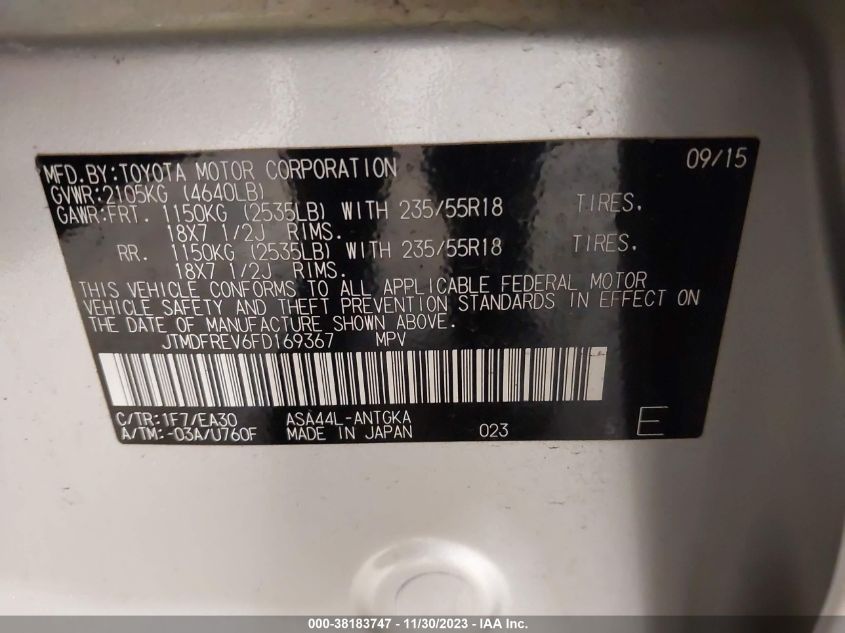 MFD.BY:TOYOTA MOTOR CORPORATION 09/15
GVWR:2105KG (4640LB)
GAWR:FRT. 1150KG (2535LB) WITH 235/55R18 TIRES.
18X7 1/2J RIMS.
RR. 1150KG (2535LB) WITH 235/55R18 TIRES.
18X7 1/2J RIMS.
THIS VEHICLE CONFORMS TO ALL APPLICABLE FEDERAL MOTOR
VEHICLE SAFETY AND THEFT PREVENTION STANDARDS IN EFFECT ON
THE DATE OF MANUFACTURE SHOWN ABOVE.
JTMDFREV6FD169367 MPV
C/TR:1F7/EA30 ASA44L-ANTGKA
A/TM:-03A/U760F MADE IN JAPAN 023 E
000-38183747 - 11/30/2023 - IAA, Inc.